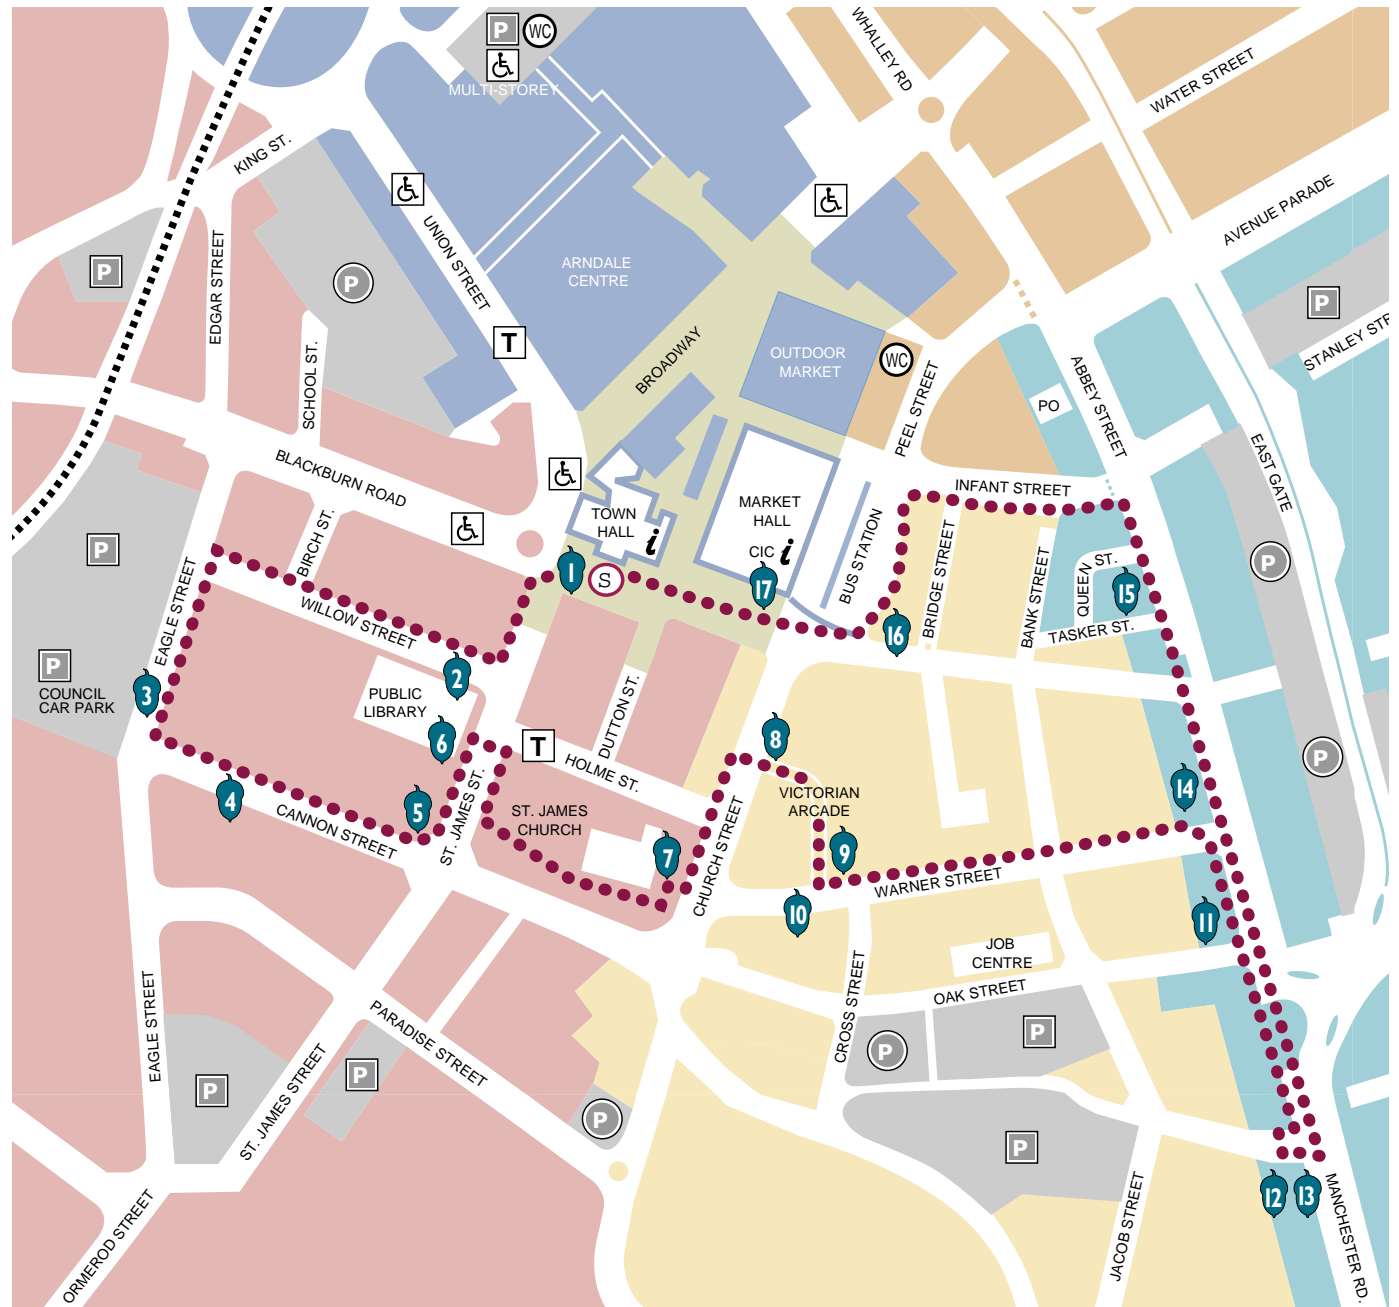 P
WC
MULTI-STOREY
WHALLEY RD
WATER STREET
KING ST.
AVENUE PARADE
UNION STREET
EDGAR STREET
P
P
ARNDALE
CENTRE
P
T
BROADWAY
OUTDOOR
MARKET
WC
STANLEY STR
SCHOOL ST.
PEEL STREET
ABBEY STREET
PO
BLACKBURN ROAD
EAST GATE
INFANT STREET
TOWN
HALL
i
MARKET
HALL
CIC i
BUS STATION
BIRCH ST.
P
P
1
S
17
BRIDGE STREET
BANK STREET
QUEEN ST.
15
TASKER ST.
EAGLE STREET
WILLOW STREET
16
P
COUNCIL
CAR PARK
3
2
PUBLIC
LIBRARY
6
DUTTON ST.
T
HOLME ST.
8
P
VICTORIAN
ARCADE
14
4
CANNON STREET
5
ST. JAMES ST.
ST. JAMES
CHURCH
7
CHURCH STREET
9
WARNER STREET
10
11
JOB
CENTRE
OAK STREET
CROSS STREET
EAGLE STREET
PARADISE STREET
P
P
P
P
ST. JAMES STREET
P
P
12
13
JACOB STREET
MANCHESTER RD.
ORMEROD STREET